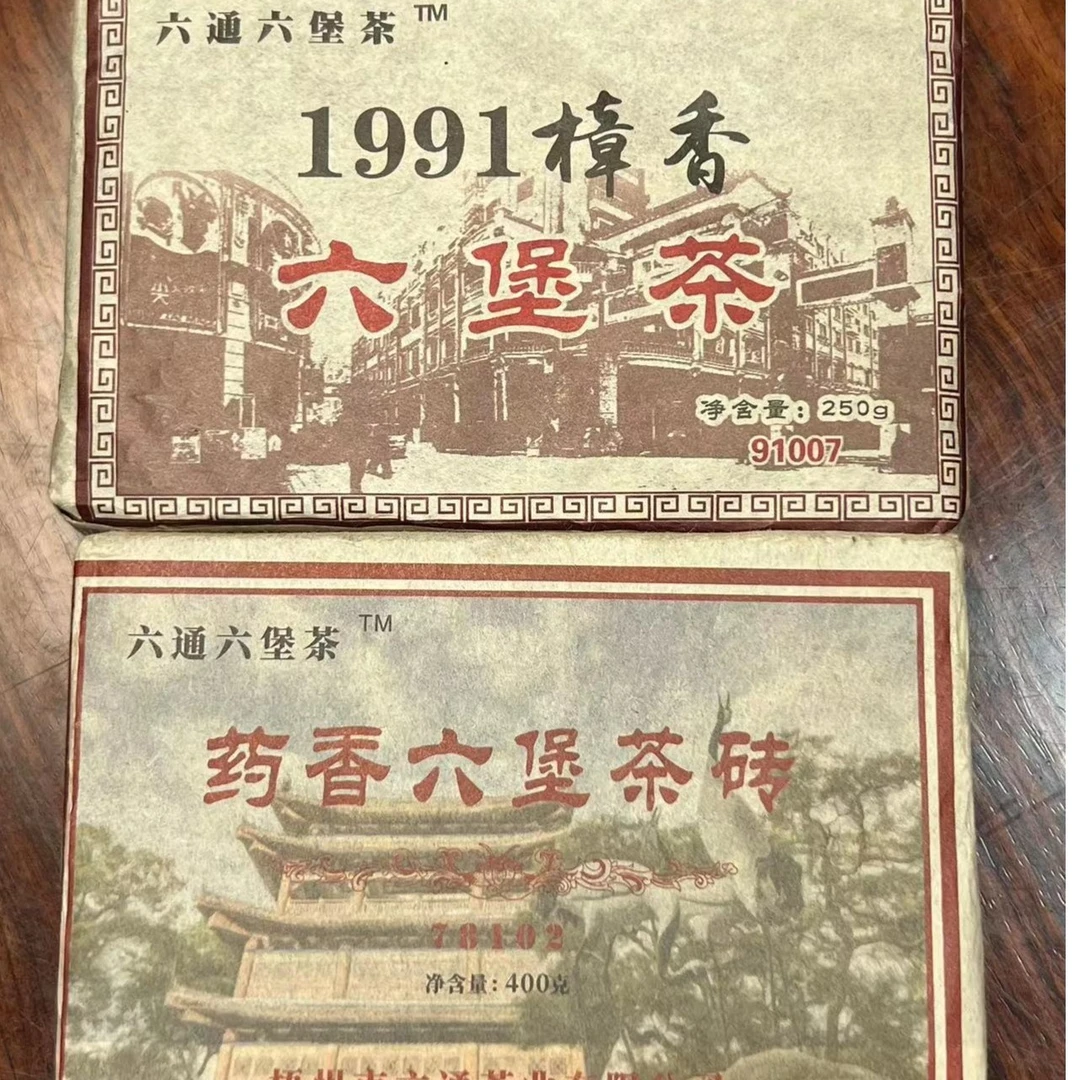 六通六堡茶™
1991樟香
六堡茶
净含量：250g
91007
六通六堡茶 TM
药香六堡茶砖
78102
净含量：400克